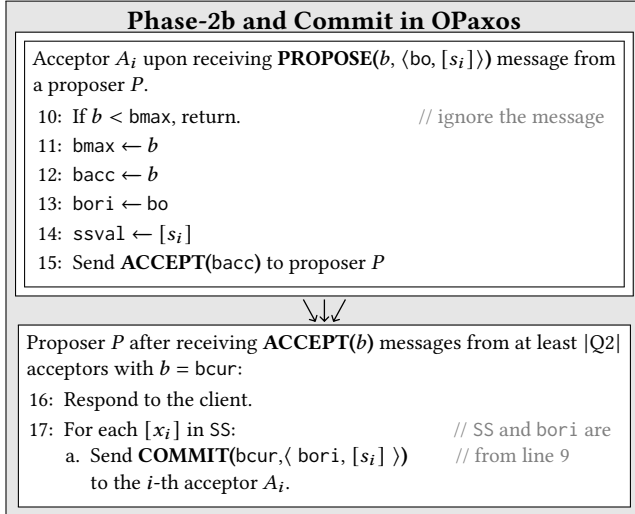 Phase-2b and Commit in OPaxos
Acceptor A_i upon receiving PROPOSE(b, ⟨bo, [s_i]⟩) message from
a proposer P.
10: If b < bmax, return. // ignore the message
11: bmax ← b
12: bacc ← b
13: bori ← bo
14: ssval ← [s_i]
15: Send ACCEPT(bacc) to proposer P
Proposer P after receiving ACCEPT(b) messages from at least |Q2|
acceptors with b = bcur:
16: Respond to the client.
17: For each [x_i] in SS: // SS and bori are
a. Send COMMIT(bcur,⟨ bori, [s_i] ⟩) // from line 9
to the i-th acceptor A_i.